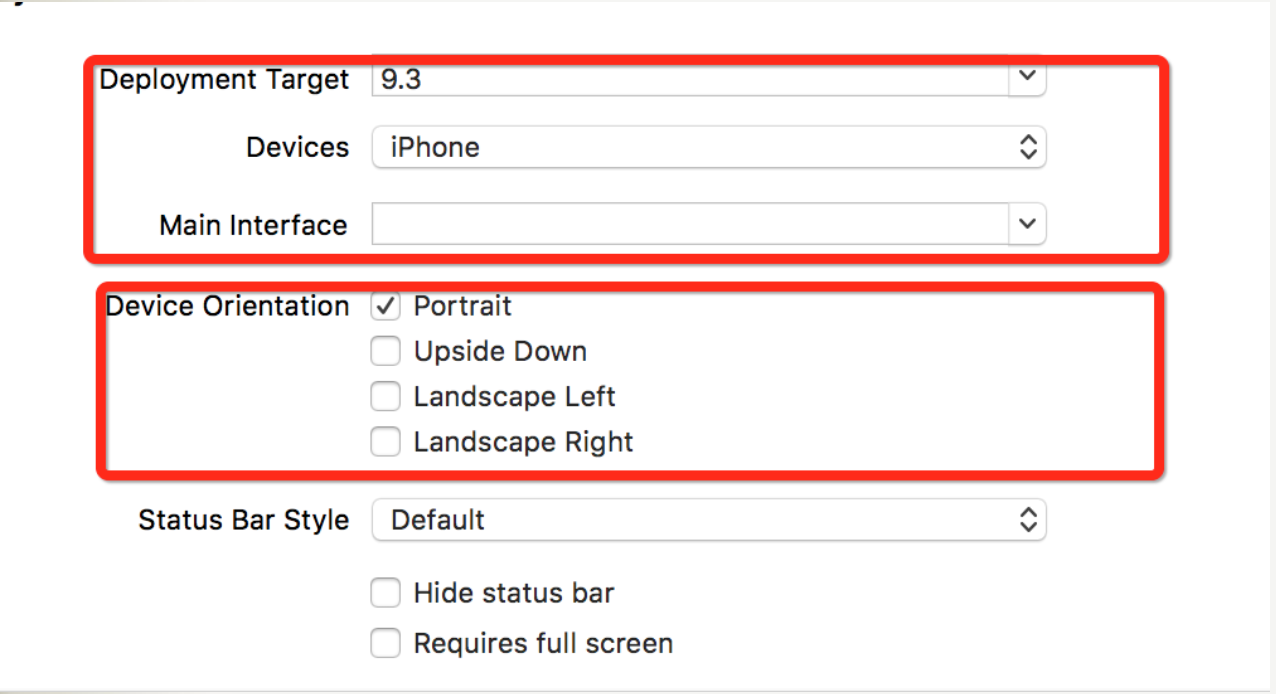 Deployment Target 9.3
Devices iPhone
Main Interface
Device Orientation Portrait
Upside Down
Landscape Left
Landscape Right
Status Bar Style Default
Hide status bar
Requires full screen